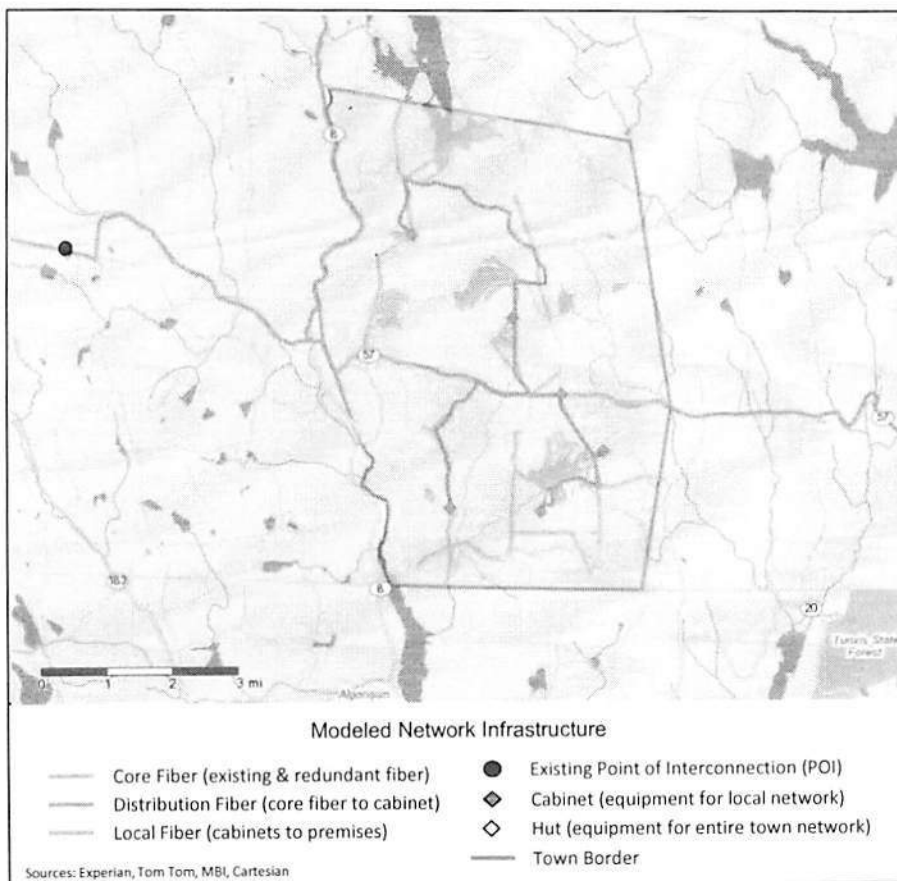 8
57
57
183
8
20
Tunxis State
Forest
0 1 2 3 mi
Algonquin
Modeled Network Infrastructure
Core Fiber (existing & redundant fiber)
Distribution Fiber (core fiber to cabinet)
Local Fiber (cabinets to premises)
Existing Point of Interconnection (POI)
Cabinet (equipment for local network)
Hut (equipment for entire town network)
Town Border
Sources: Experian, Tom Tom, MBI, Cartesian